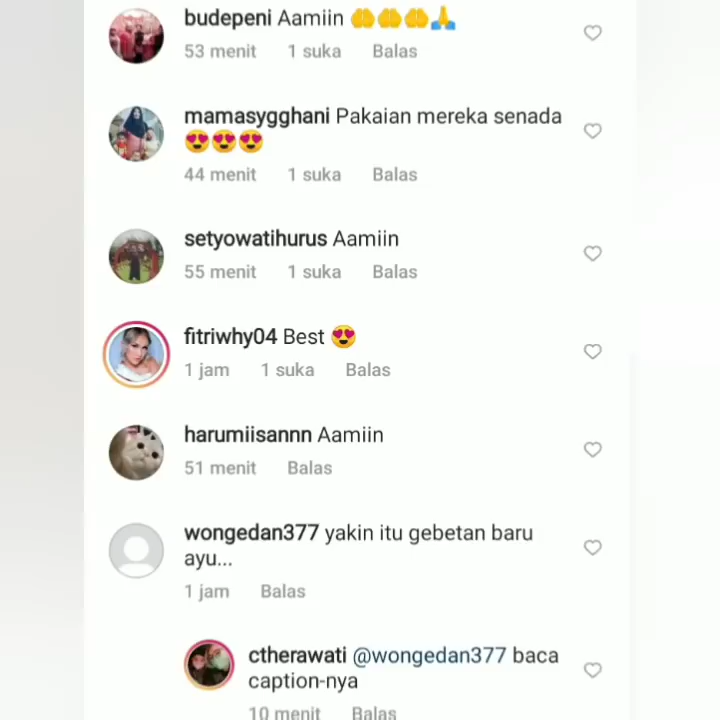 budepeni Aamiin 🤲🤲🤲🙏
53 menit 1 suka Balas
mamasygghani Pakaian mereka senada
😍😍😍
44 menit 1 suka Balas
setyowatihurus Aamiin
55 menit 1 suka Balas
fitriwhy04 Best 😍
1 jam 1 suka Balas
harumiisannn Aamiin
51 menit Balas
wongedan377 yakin itu gebetan baru
ayu...
1 jam Balas
ctherawati @wongedan377 baca
caption-nya
10 menit Balas